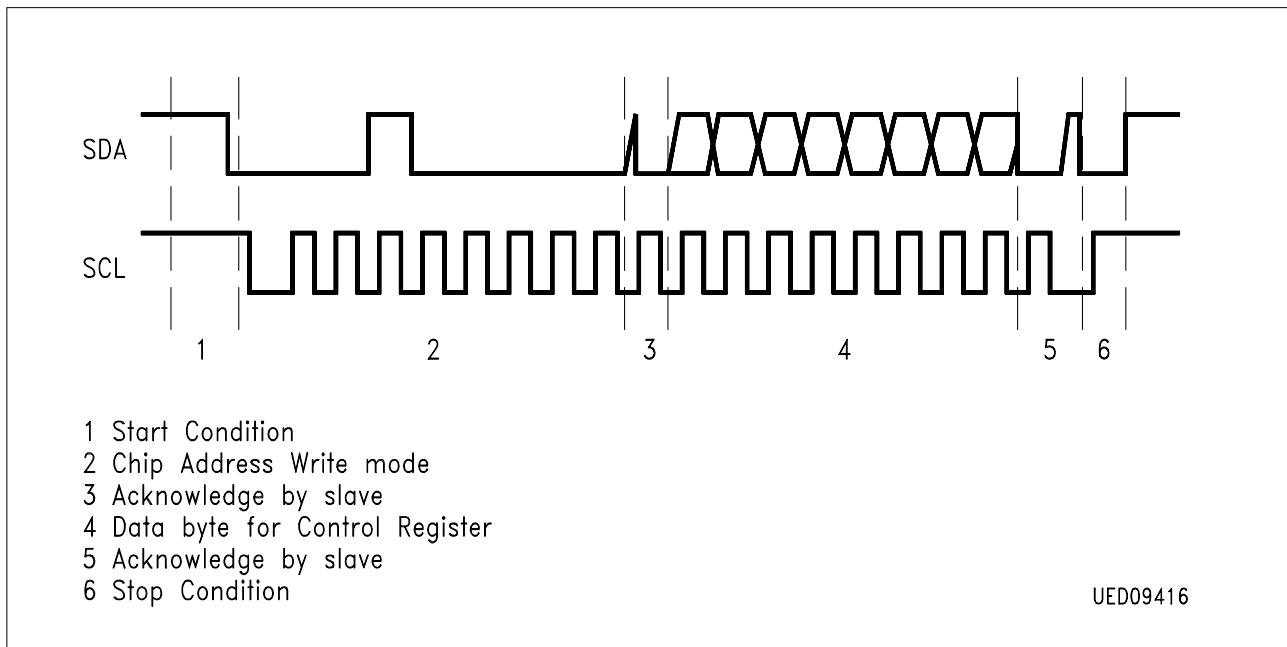 SDA
SCL
1 2 3 4 5 6
1 Start Condition
2 Chip Address Write mode
3 Acknowledge by slave
4 Data byte for Control Register
5 Acknowledge by slave
6 Stop Condition
UED09416